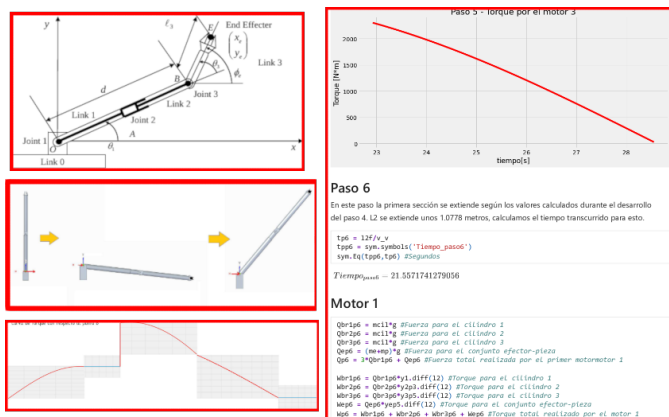 y
ℓ₃
End Effecter
E
xₑ
yₑ
θ₃
ϕₑ
Link 3
d
B
Joint 3
Link 2
Link 1
Joint 2
Joint 1
A
θ₁
O
x
Link 0
Paso 5 - Torque por el motor 3
Torque [N*m]
2000
1500
1000
500
0
23 24 25 26 27 28
tiempo[s]
Paso 6
En este paso la primera sección se extiende según los valores calculados durante el desarrollo
del paso 4. L2 se extiende unos 1.0778 metros, calculamos el tiempo transcurrido para esto.
tp6 = l2f/v_v
tpp6 = sym.symbols('Tiempo_paso6')
sym.Eq(tpp6,tp6) #Segundos
Tiempo_paso6 = 21.5571741279056
Motor 1
Qbr1p6 = mcil*g #Fuerza para el cilindro 1
Qbr2p6 = mcil*g #Fuerza para el cilindro 2
Qbr3p6 = mcil*g #Fuerza para el cilindro 3
Qep6 = (me+mp)*g #Fuerza para el conjunto efector-pieza
Qp6 = 3*Qbr1p6 + Qep6 #Fuerza total realizada por el primer motormotor 1
Wbr1p6 = Qbr1p6*y1.diff(l2) #Torque para el cilindro 1
Wbr2p6 = Qbr2p6*y2p3.diff(l2) #Torque para el cilindro 2
Wbr3p6 = Qbr3p6*y3p5.diff(l2) #Torque para el cilindro 3
Wep6 = Qep6*yep5.diff(l2) #Torque para el conjunto efector-pieza
Wp6 = Wbr1p6 + Wbr2p6 + Wbr3p6 + Wep6 #Torque total realizado por el motor 1